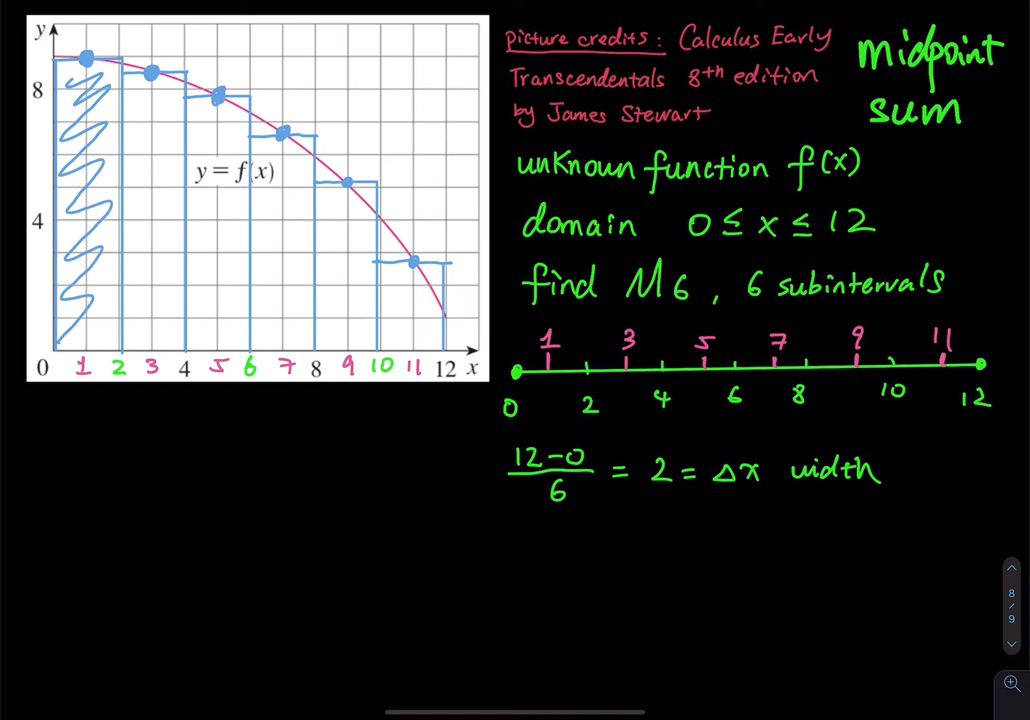 y
8
y = f(x)
4
0 1 2 3 4 5 6 7 8 9 10 11 12 x
picture credits: Calculus Early
Transcendentals 8th edition
by James Stewart
midpoint
sum
unknown function f(x)
domain 0 ≤ x ≤ 12
find M6, 6 subintervals
1 3 5 7 9 11
0 2 4 6 8 10 12
12-0/6 = 2 = Δx width
8
/
9